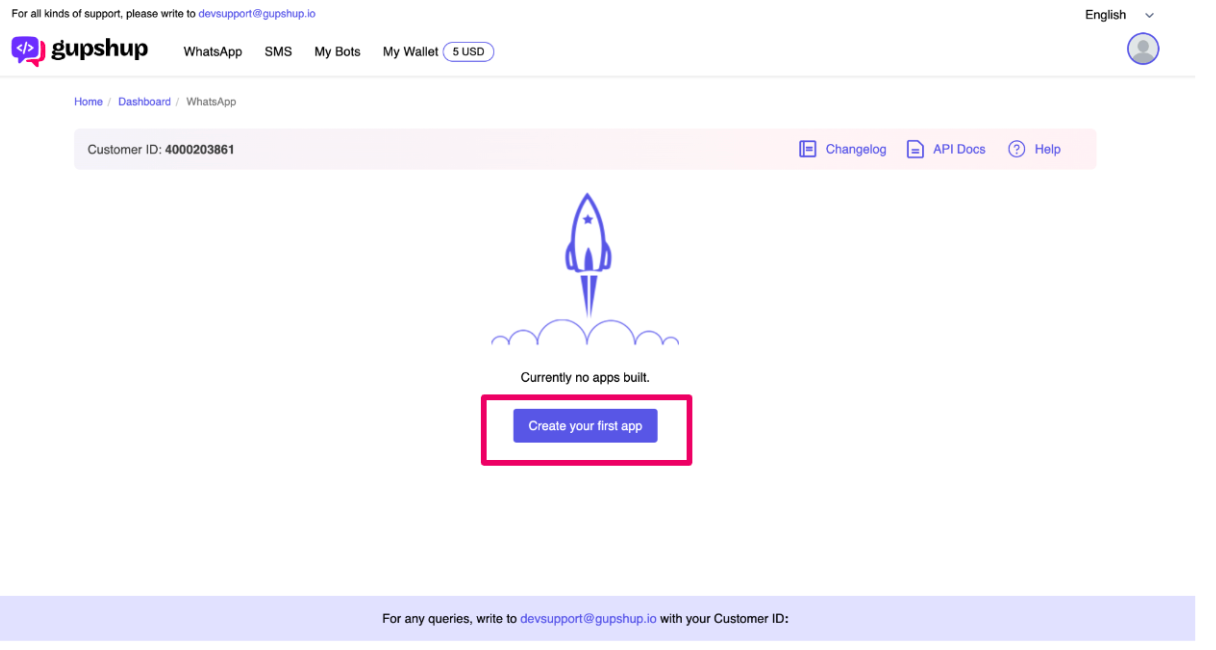 For all kinds of support, please write to devsupport@gupshup.io
English
</> gupshup WhatsApp SMS My Bots My Wallet 5 USD
Home / Dashboard / WhatsApp
Customer ID: 4000203861 Changelog API Docs ? Help
Currently no apps built.
Create your first app
For any queries, write to devsupport@gupshup.io with your Customer ID: